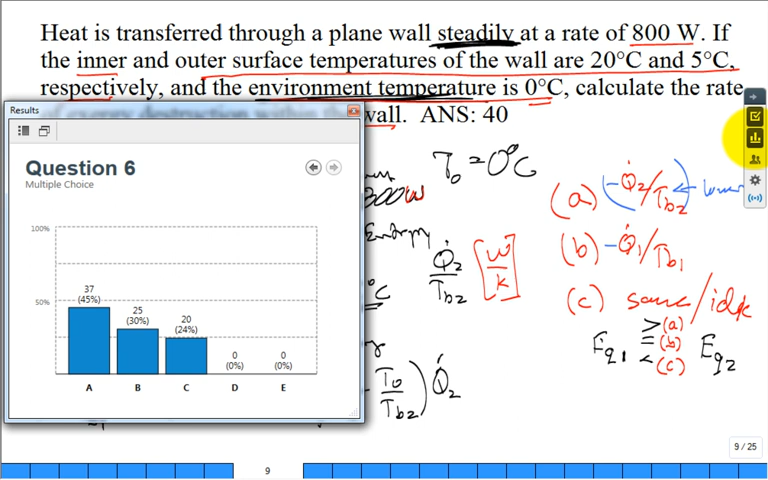 Heat is transferred through a plane wall steadily at a rate of 800 W. If
the inner and outer surface temperatures of the wall are 20°C and 5°C,
respectively, and the environment temperature is 0°C, calculate the rate
wall. ANS: 40
Results
Question 6
Multiple Choice
100%
50%
37
(45%)
25
(30%)
20
(24%)
0
(0%)
0
(0%)
A B C D E
T₀ = 0°C
800W
Entropy
Q̇₂/T_b2 [W/K]
°C
T₀/T_b2) Q̇₂
(a) (-Q̇₂/T_b2)
(b) -Q̇₁/T_b1
(c) same/idk
E_q1 >(a) =(b) <(c) E_q2
9 / 25
9